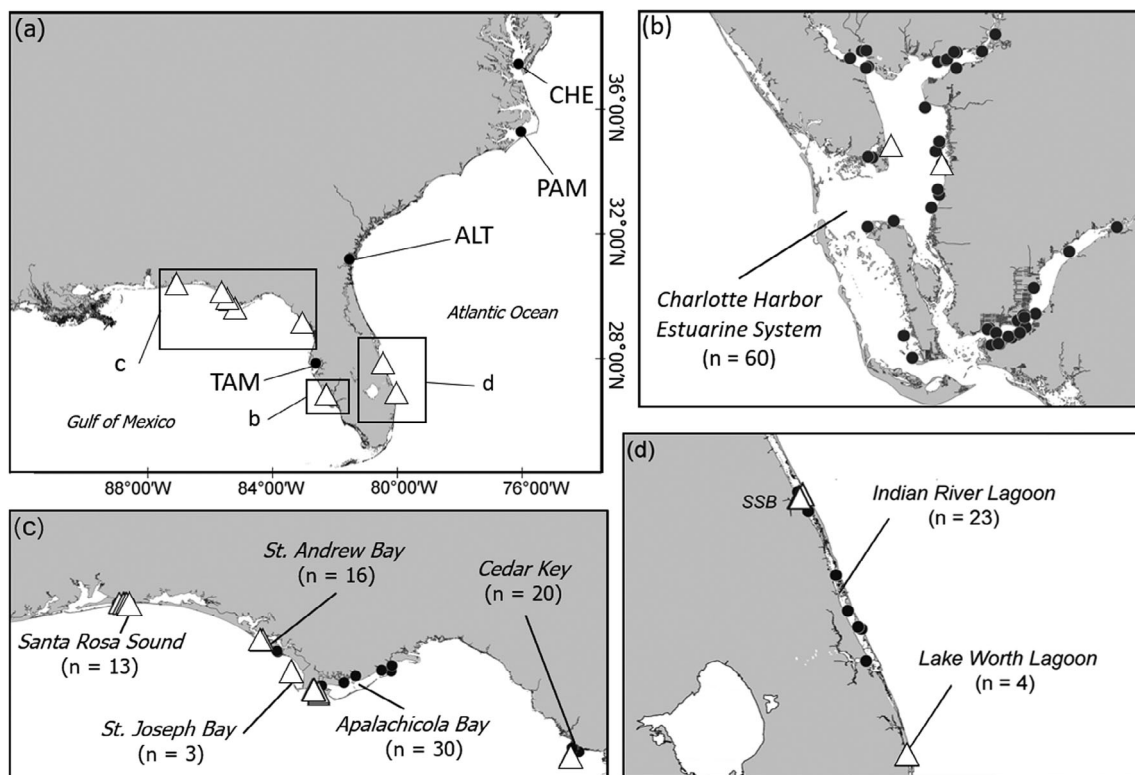 (a)
CHE
PAM
ALT
Atlantic Ocean
c
TAM
b
d
Gulf of Mexico
36°00'N
32°00'N
28°00'N
88°00'W
84°00'W
80°00'W
76°00'W
(b)
Charlotte Harbor
Estuarine System
(n = 60)
(c)
St. Andrew Bay
(n = 16)
Cedar Key
(n = 20)
Santa Rosa Sound
(n = 13)
St. Joseph Bay
(n = 3)
Apalachicola Bay
(n = 30)
(d)
SSB
Indian River Lagoon
(n = 23)
Lake Worth Lagoon
(n = 4)